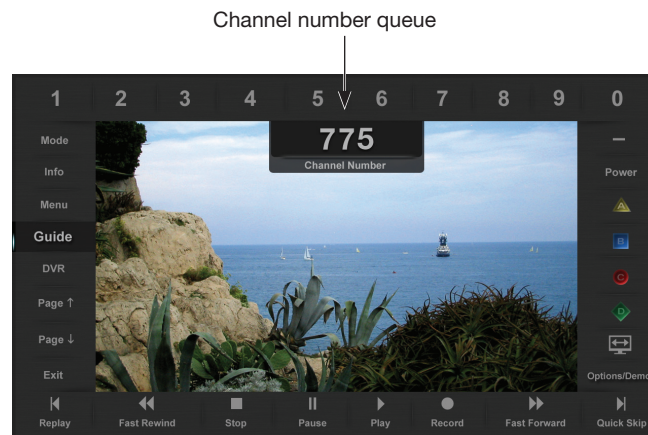 Channel number queue
1 2 3 4 5 6 7 8 9 0
775
Channel Number
Mode
Info
Menu
Guide
DVR
Page ↑
Page ↓
Exit
–
Power
A
B
C
D
Options/Demo
Replay
Fast Rewind
Stop
Pause
Play
Record
Fast Forward
Quick Skip